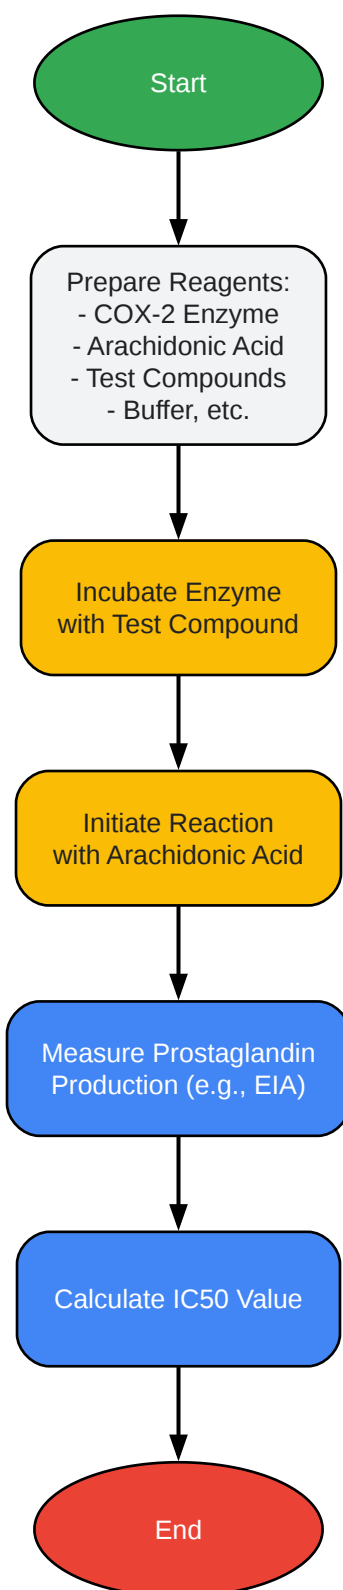 Start
Prepare Reagents:
- COX-2 Enzyme
- Arachidonic Acid
- Test Compounds
- Buffer, etc.
Incubate Enzyme
with Test Compound
Initiate Reaction
with Arachidonic Acid
Measure Prostaglandin
Production (e.g., EIA)
Calculate IC50 Value
End